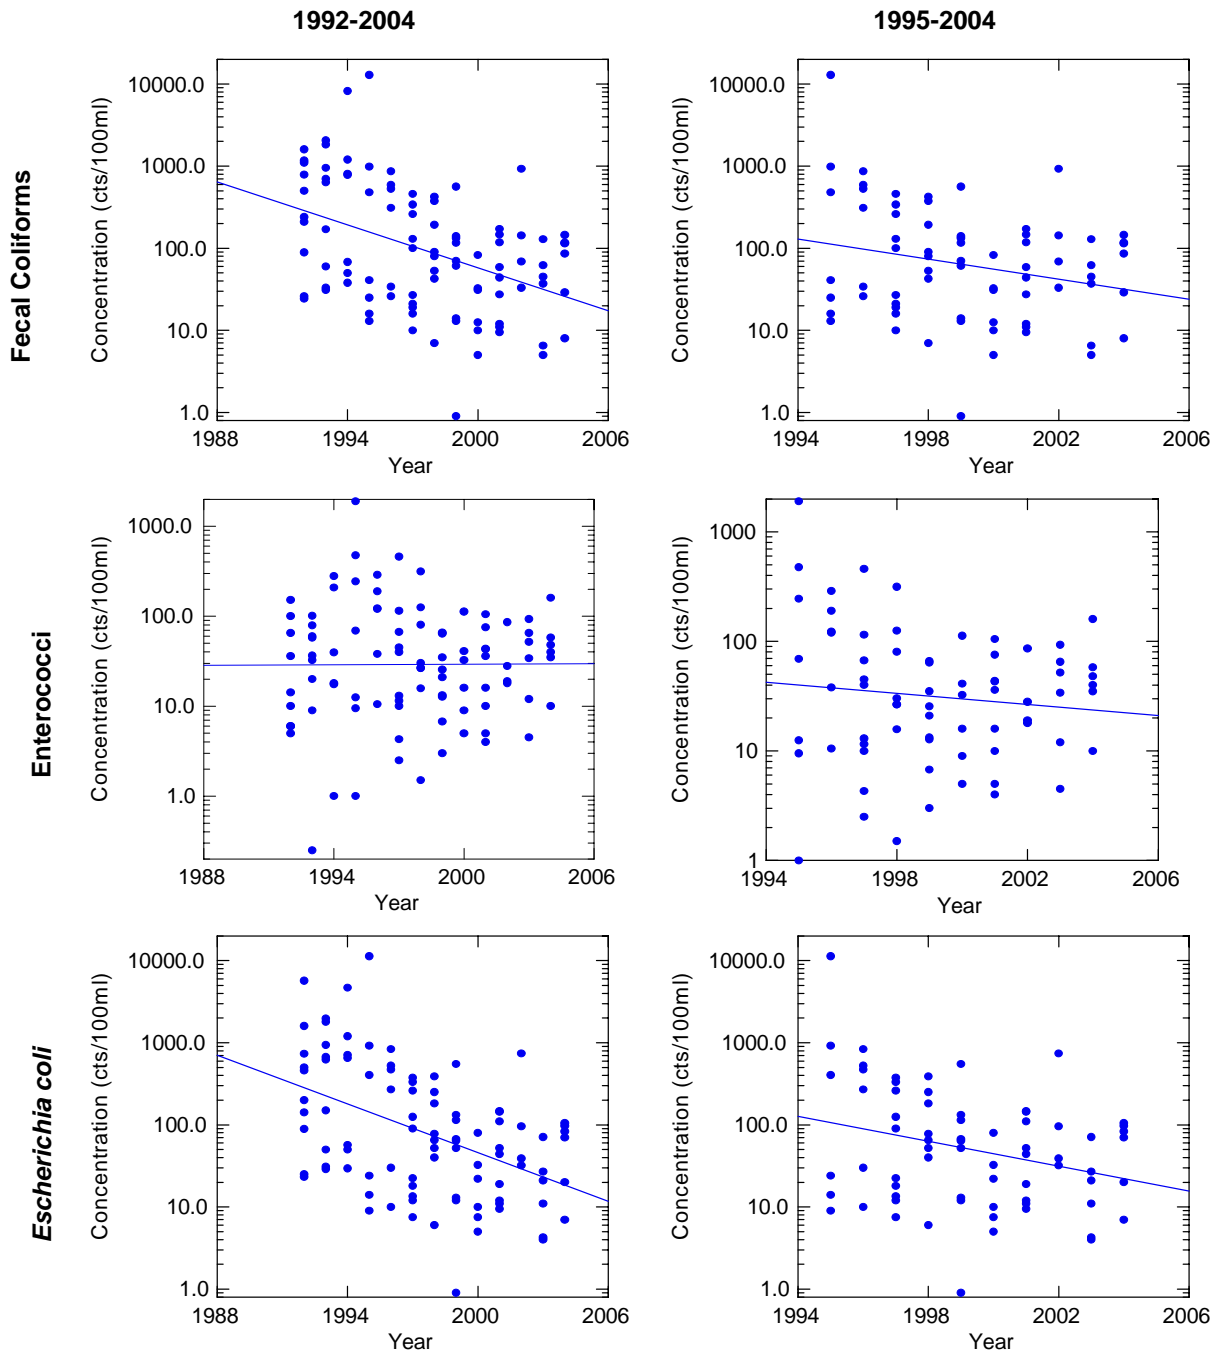 1992-2004
1995-2004
Fecal Coliforms
Concentration (cts/100ml)
10000.0
1000.0
100.0
10.0
1.0
1988 1994 2000 2006
Year
Concentration (cts/100ml)
10000.0
1000.0
100.0
10.0
1.0
1994 1998 2002 2006
Year
Enterococci
Concentration (cts/100ml)
1000.0
100.0
10.0
1.0
1988 1994 2000 2006
Year
Concentration (cts/100ml)
1000
100
10
1
1994 1998 2002 2006
Year
Escherichia coli
Concentration (cts/100ml)
10000.0
1000.0
100.0
10.0
1.0
1988 1994 2000 2006
Year
Concentration (cts/100ml)
10000.0
1000.0
100.0
10.0
1.0
1994 1998 2002 2006
Year